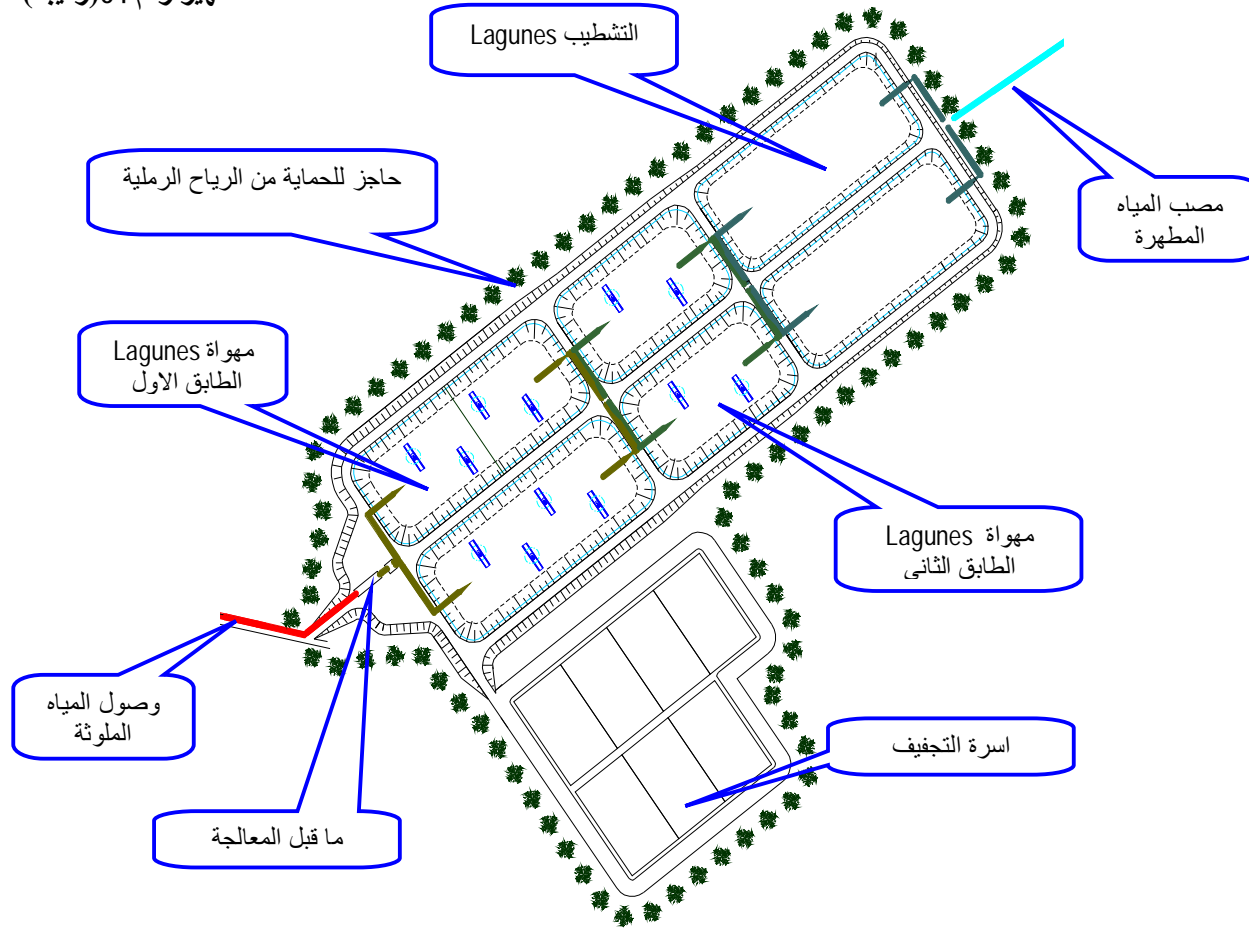 التشطيب Lagunes
حاجز للحماية من الرياح الرملية
مصب المياه
المطهرة
مهواة Lagunes
الطابق الاول
مهواة Lagunes
الطابق الثاني
وصول المياه
الملوثة
اسرة التجفيف
ما قبل المعالجة